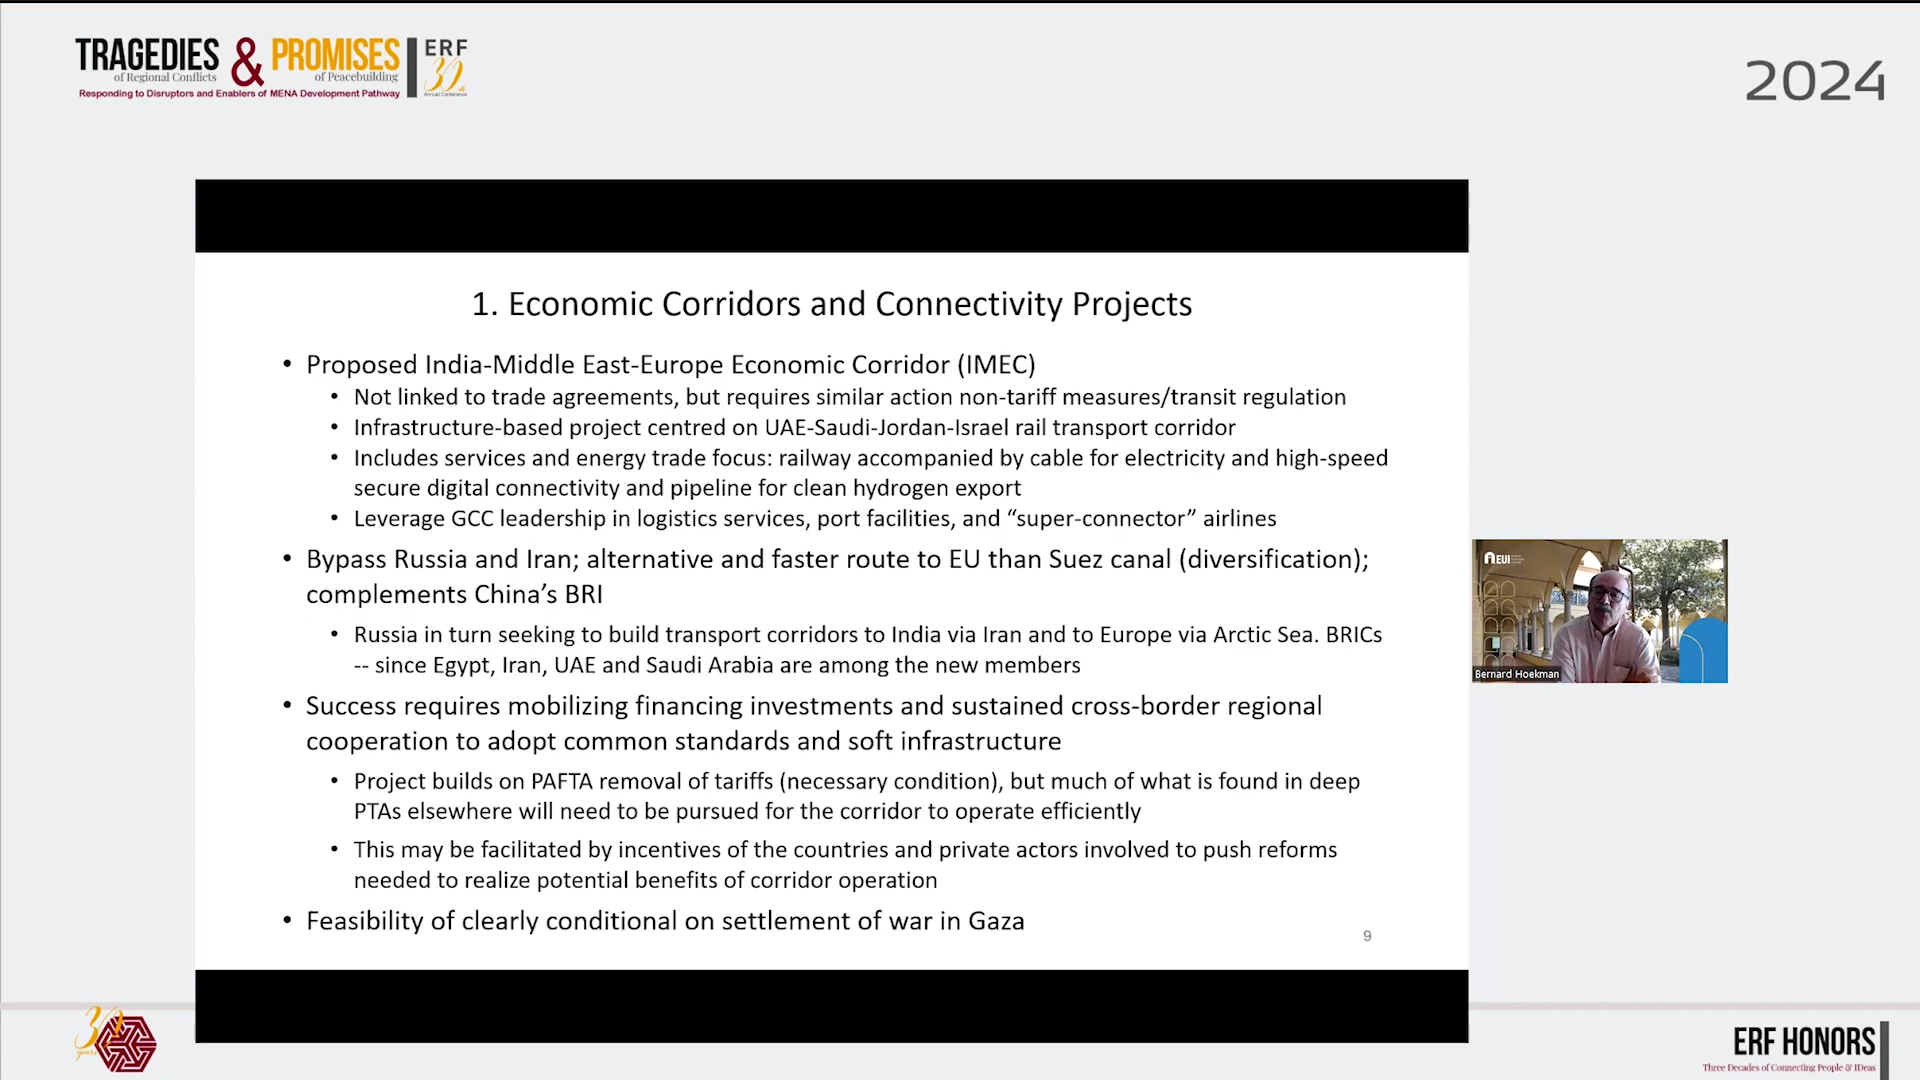 TRAGEDIES & PROMISES
of Regional Conflicts of Peacebuilding
Responding to Disruptors and Enablers of MENA Development Pathway
ERF
30th
Annual Conference
2024
1. Economic Corridors and Connectivity Projects
• Proposed India-Middle East-Europe Economic Corridor (IMEC)
• Not linked to trade agreements, but requires similar action non-tariff measures/transit regulation
• Infrastructure-based project centred on UAE-Saudi-Jordan-Israel rail transport corridor
• Includes services and energy trade focus: railway accompanied by cable for electricity and high-speed
secure digital connectivity and pipeline for clean hydrogen export
• Leverage GCC leadership in logistics services, port facilities, and “super-connector” airlines
• Bypass Russia and Iran; alternative and faster route to EU than Suez canal (diversification);
complements China’s BRI
• Russia in turn seeking to build transport corridors to India via Iran and to Europe via Arctic Sea. BRICs
-- since Egypt, Iran, UAE and Saudi Arabia are among the new members
• Success requires mobilizing financing investments and sustained cross-border regional
cooperation to adopt common standards and soft infrastructure
• Project builds on PAFTA removal of tariffs (necessary condition), but much of what is found in deep
PTAs elsewhere will need to be pursued for the corridor to operate efficiently
• This may be facilitated by incentives of the countries and private actors involved to push reforms
needed to realize potential benefits of corridor operation
• Feasibility of clearly conditional on settlement of war in Gaza
9
EUI
Bernard Hoekman
30
years
ERF HONORS
Three Decades of Connecting People & IDeas